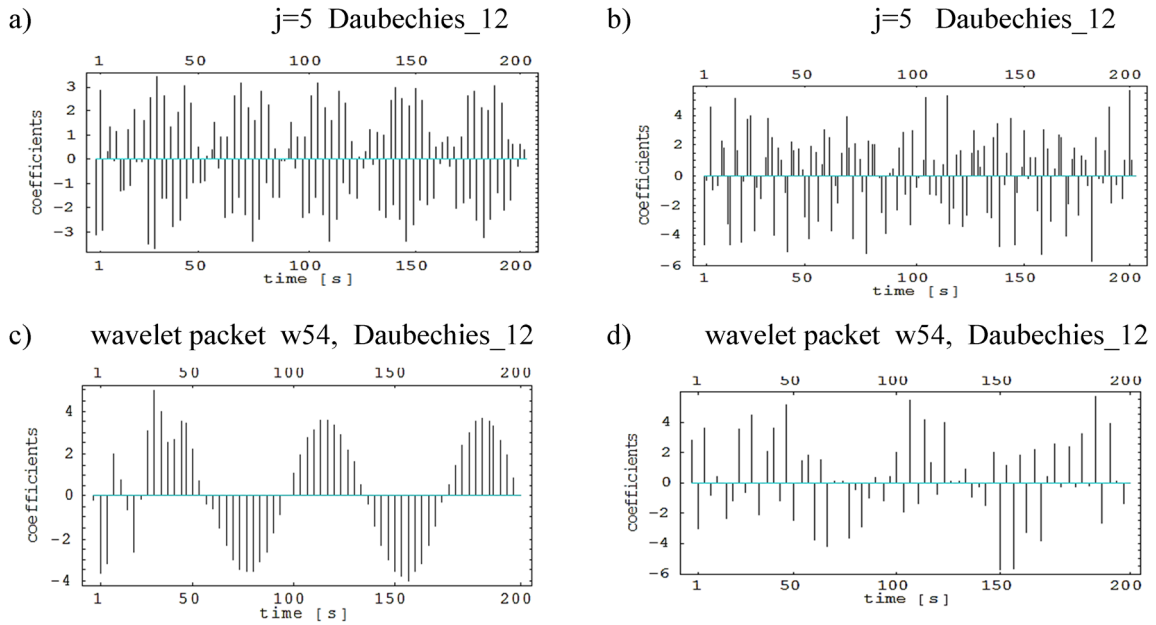 a) j=5 Daubechies_12
1 50 100 150 200
3
2
1
0
−1
−2
−3
coefficients
1 50 100 150 200
time [s]
b) j=5 Daubechies_12
1 50 100 150 200
4
2
0
−2
−4
−6
coefficients
1 50 100 150 200
time [s]
c) wavelet packet w54, Daubechies_12
1 50 100 150 200
4
2
0
−2
−4
coefficients
1 50 100 150 200
time [s]
d) wavelet packet w54, Daubechies_12
1 50 100 150 200
4
2
0
−2
−4
−6
coefficients
1 50 100 150 200
time [s]